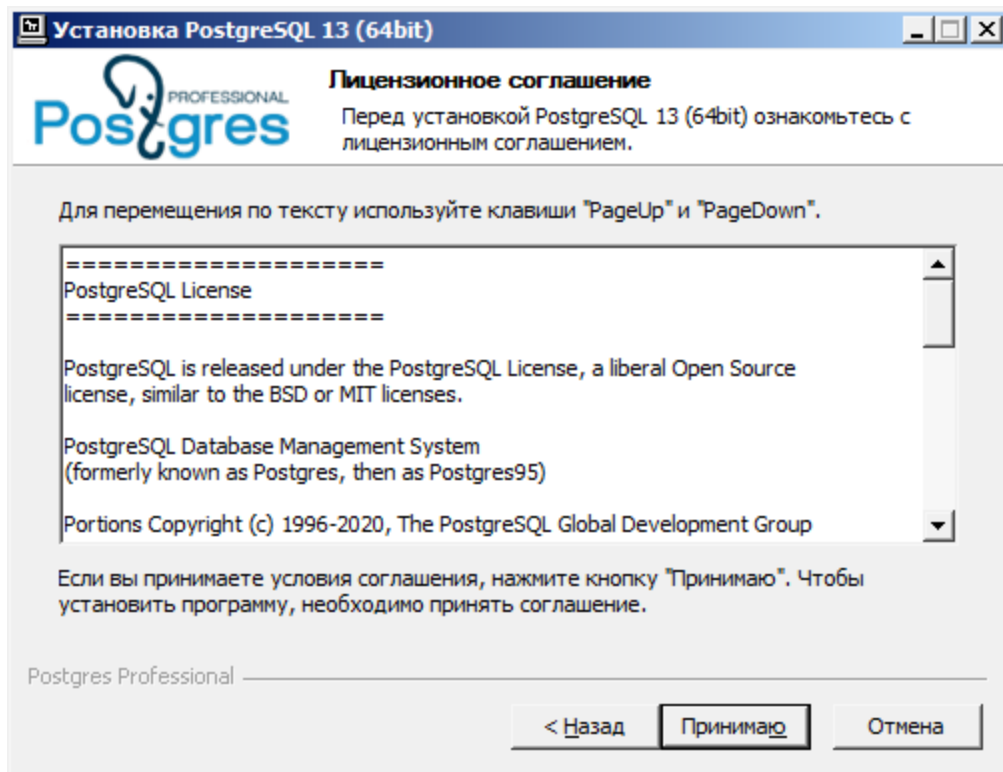 Установка PostgreSQL 13 (64bit)
PROFESSIONAL
Postgres
Лицензионное соглашение
Перед установкой PostgreSQL 13 (64bit) ознакомьтесь с
лицензионным соглашением.
Для перемещения по тексту используйте клавиши "PageUp" и "PageDown".
====================
PostgreSQL License
====================
PostgreSQL is released under the PostgreSQL License, a liberal Open Source
license, similar to the BSD or MIT licenses.
PostgreSQL Database Management System
(formerly known as Postgres, then as Postgres95)
Portions Copyright (c) 1996-2020, The PostgreSQL Global Development Group
Если вы принимаете условия соглашения, нажмите кнопку "Принимаю". Чтобы
установить программу, необходимо принять соглашение.
Postgres Professional
< Назад
Принимаю
Отмена